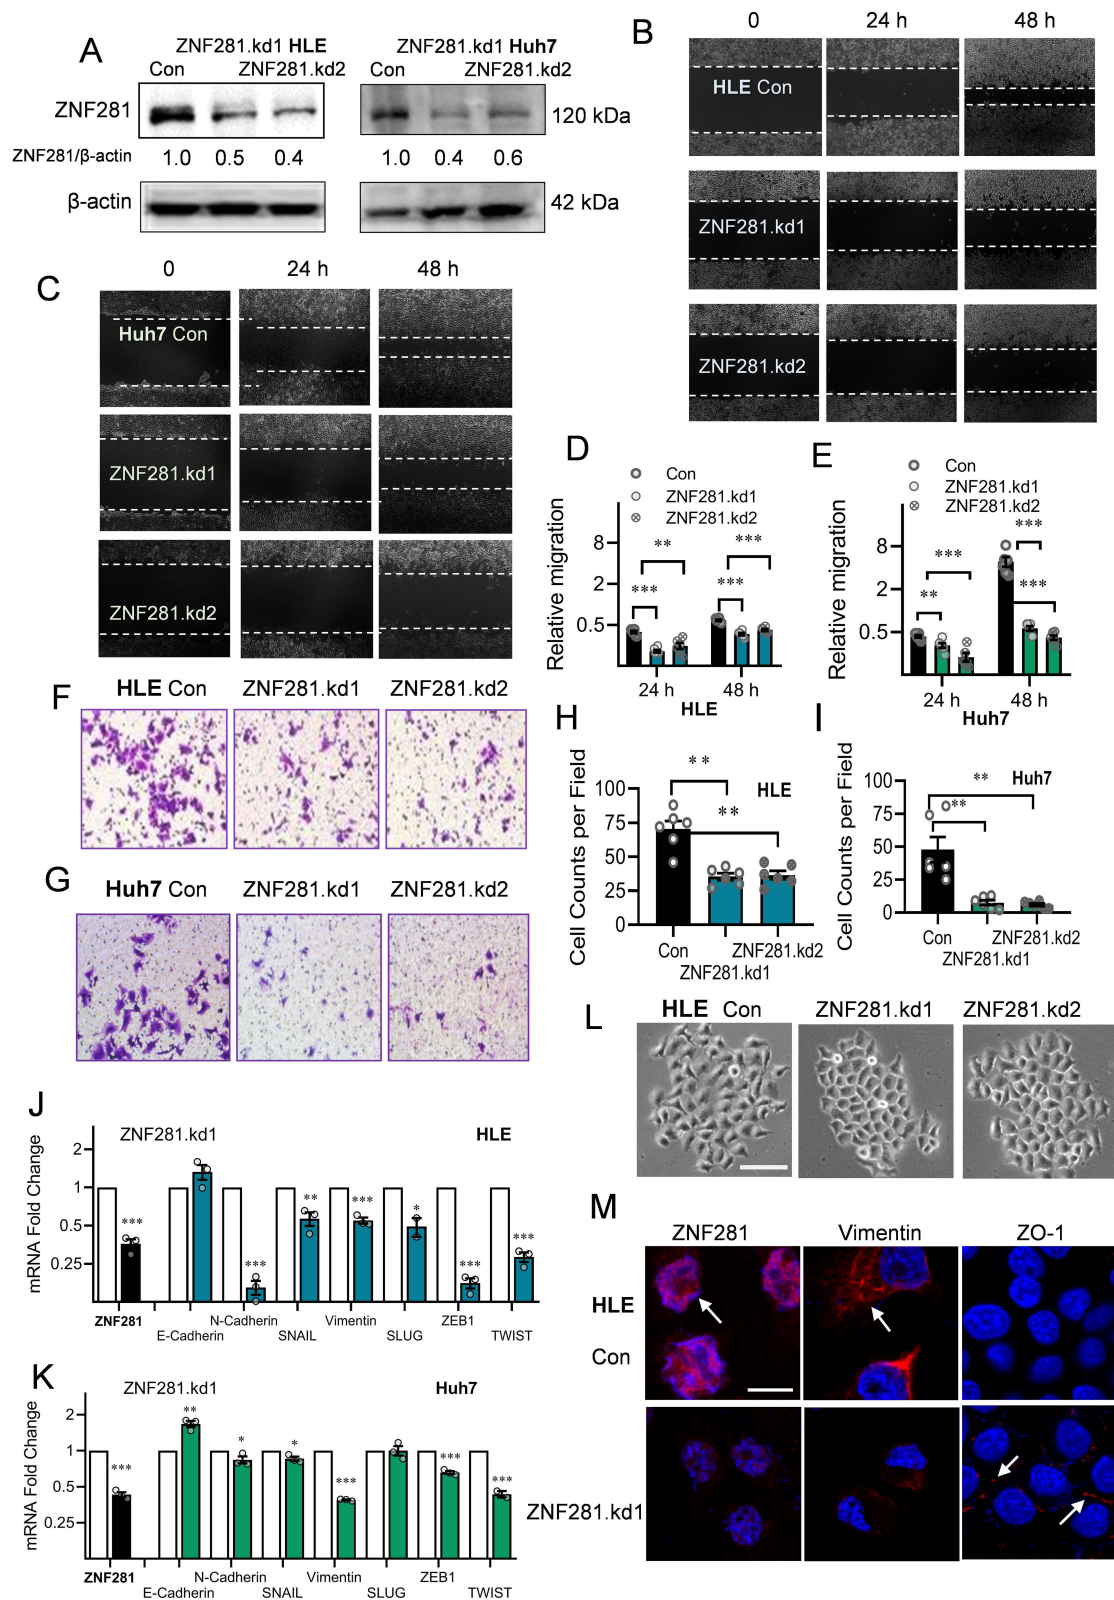 A
ZNF281.kd1 HLE
Con
ZNF281.kd2
ZNF281.kd1 Huh7
Con
ZNF281.kd2
ZNF281
120 kDa
ZNF281/β-actin
1.0 0.5 0.4
1.0 0.4 0.6
β-actin
42 kDa
B
0 24 h 48 h
HLE Con
ZNF281.kd1
ZNF281.kd2
C
0 24 h 48 h
Huh7 Con
ZNF281.kd1
ZNF281.kd2
D
Con
ZNF281.kd1
ZNF281.kd2
Relative migration
8
2
0.5
** ***
*** ***
24 h 48 h
HLE
E
Con
ZNF281.kd1
ZNF281.kd2
Relative migration
8
2
0.5
***
***
** ***
24 h 48 h
Huh7
F
HLE Con ZNF281.kd1 ZNF281.kd2
G
Huh7 Con ZNF281.kd1 ZNF281.kd2
H
HLE
Cell Counts per Field
100
75
50
25
0
**
**
Con ZNF281.kd2
ZNF281.kd1
I
Huh7
Cell Counts per Field
100
75
50
25
0
**
**
Con ZNF281.kd2
ZNF281.kd1
J
ZNF281.kd1 HLE
mRNA Fold Change
2
1
0.5
0.25
*** *** ** *** * *** ***
ZNF281 N-Cadherin Vimentin ZEB1
E-Cadherin SNAIL SLUG TWIST
K
ZNF281.kd1 Huh7
mRNA Fold Change
2
1
0.5
0.25
*** ** * * *** *** ***
ZNF281 N-Cadherin Vimentin ZEB1
E-Cadherin SNAIL SLUG TWIST
L
HLE Con ZNF281.kd1 ZNF281.kd2
M
ZNF281 Vimentin ZO-1
HLE
Con
ZNF281.kd1